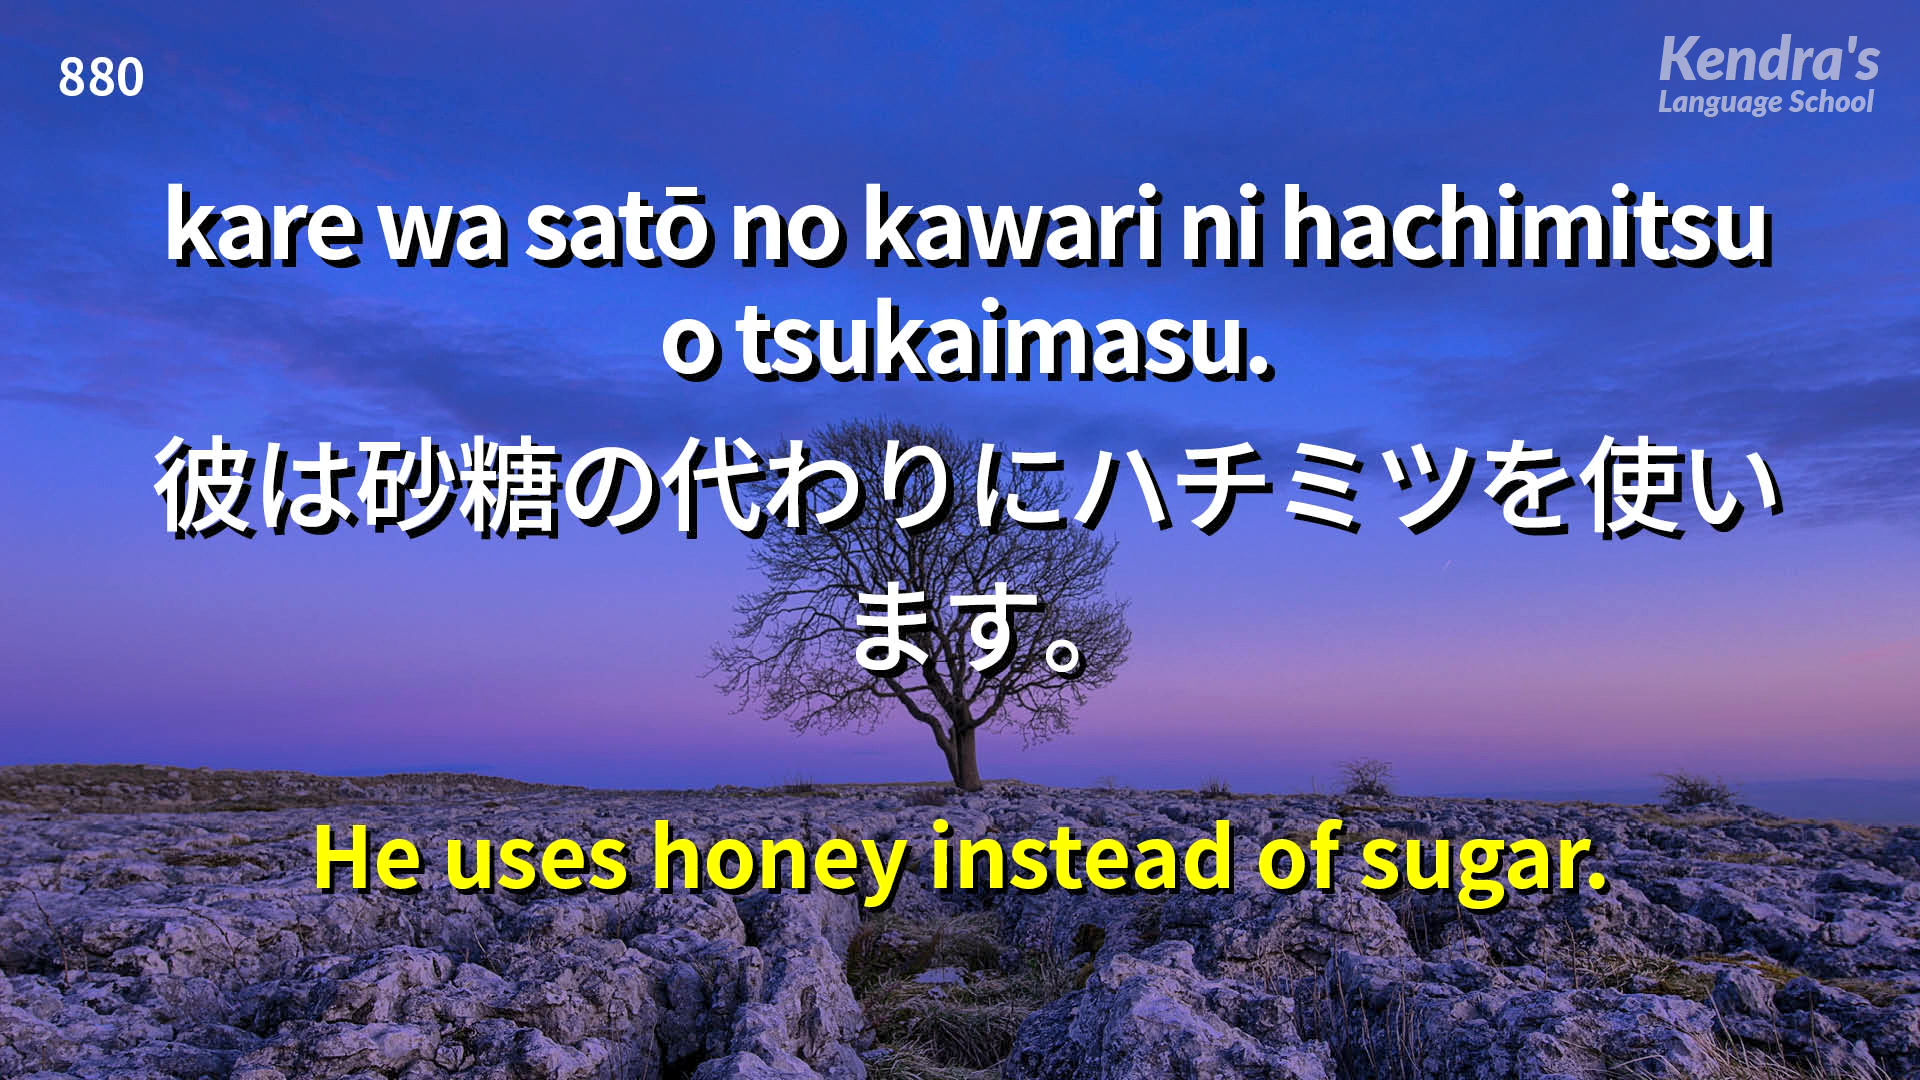 880
Kendra's
Language School
kare wa satō no kawari ni hachimitsu
o tsukaimasu.
彼は砂糖の代わりにハチミツを使い
ます。
He uses honey instead of sugar.